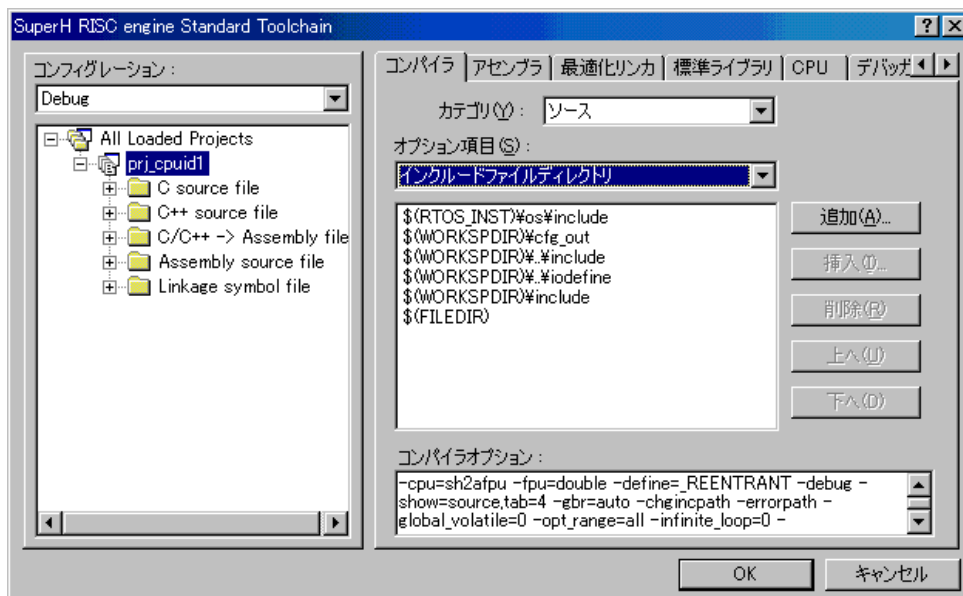 SuperH RISC engine Standard Toolchain
コンフィグレーション :
Debug
All Loaded Projects
prj_cpuid1
C source file
C++ source file
C/C++ -> Assembly file
Assembly source file
Linkage symbol file
コンパイラ
アセンブラ
最適化リンカ
標準ライブラリ
CPU
デバッガ
カテゴリ(Y) :
ソース
オプション項目(S) :
インクルードファイルディレクトリ
$(RTOS_INST)¥os¥include
$(WORKSPDIR)¥cfg_out
$(WORKSPDIR)¥..¥include
$(WORKSPDIR)¥..¥iodefine
$(WORKSPDIR)¥include
$(FILEDIR)
追加(A)...
挿入(I)...
削除(R)
上へ(U)
下へ(D)
コンパイラオプション :
-cpu=sh2afpu -fpu=double -define=_REENTRANT -debug -
show=source,tab=4 -gbr=auto -chgincpath -errorpath -
global_volatile=0 -opt_range=all -infinite_loop=0 -
OK
キャンセル